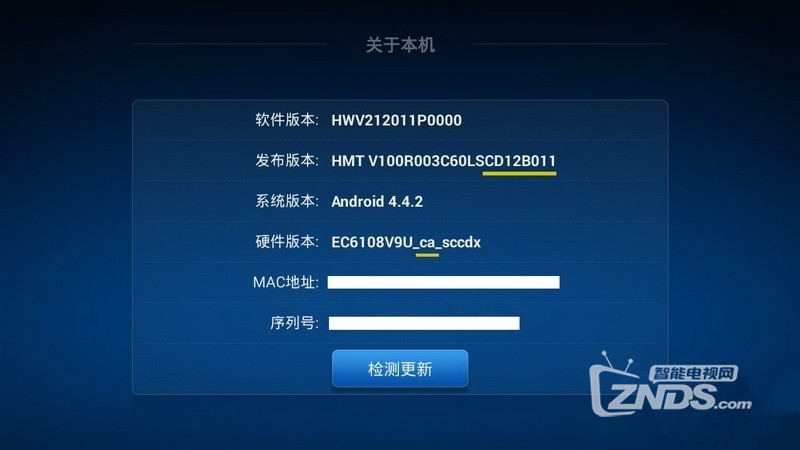 关于本机
软件版本: HWV212011P0000
发布版本: HMT V100R003C60LSCD12B011
系统版本: Android 4.4.2
硬件版本: EC6108V9U_ca_sccdx
MAC地址:
序列号:
检测更新
智能电视网
ZNDS.com